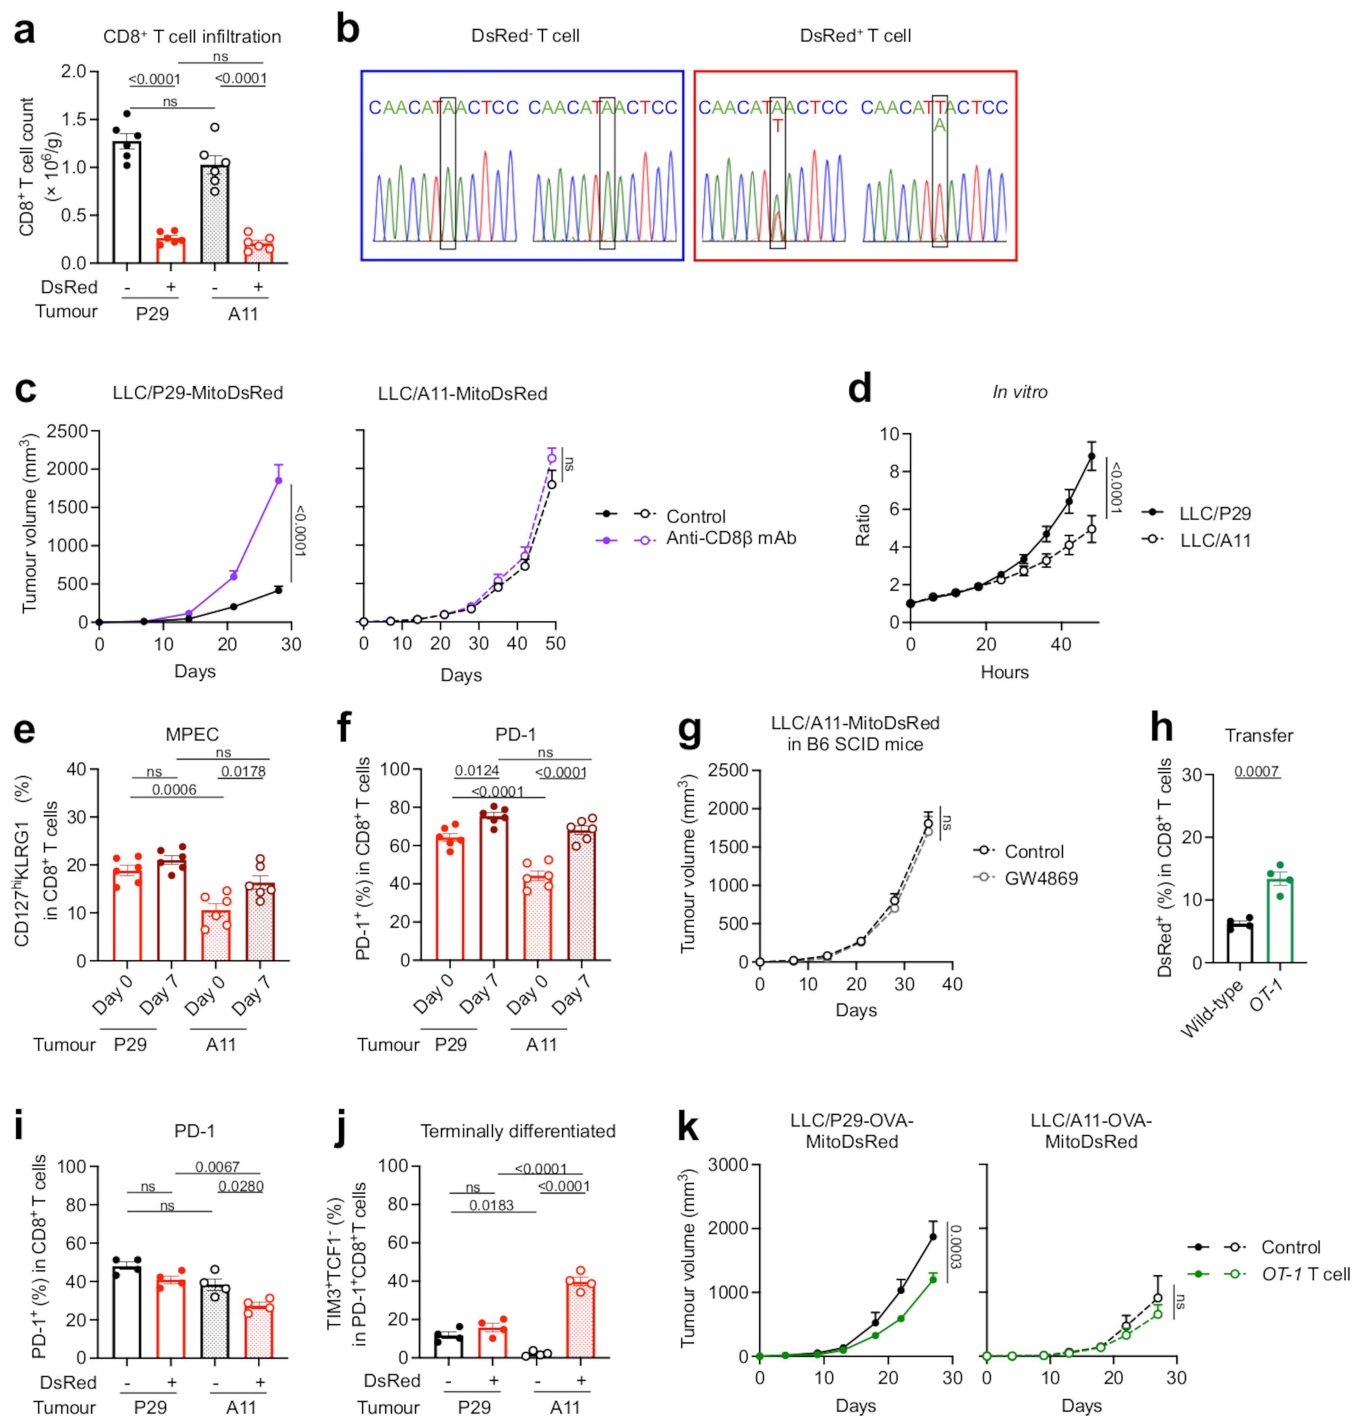 a
CD8⁺ T cell infiltration
ns
<0.0001 <0.0001
ns
CD8⁺ T cell count
(× 10⁶/g)
2.0
1.5
1.0
0.5
0.0
DsRed - + - +
Tumour P29 A11
b
DsRed⁻ T cell DsRed⁺ T cell
CAACATAACTCC CAACATAACTCC CAACATAACTCC CAACATTACTCC
T A
c
LLC/P29-MitoDsRed LLC/A11-MitoDsRed
Tumour volume (mm³)
2500
2000
1500
1000
500
0
<0.0001
ns
0 10 20 30 0 10 20 30 40 50
Days Days
Control
Anti-CD8β mAb
d
In vitro
Ratio
10
8
6
4
2
0
<0.0001
0 20 40
Hours
LLC/P29
LLC/A11
e
MPEC
ns
ns 0.0178
0.0006
CD127ʰⁱKLRG1 (%)
in CD8⁺ T cells
40
30
20
10
0
Day 0 Day 7 Day 0 Day 7
Tumour P29 A11
f
PD-1
ns
0.0124 <0.0001
<0.0001
PD-1⁺ (%) in CD8⁺ T cells
100
80
60
40
20
0
Day 0 Day 7 Day 0 Day 7
Tumour P29 A11
g
LLC/A11-MitoDsRed
in B6 SCID mice
Tumour volume (mm³)
2500
2000
1500
1000
500
0
ns
0 10 20 30 40
Days
Control
GW4869
h
Transfer
0.0007
DsRed⁺ (%) in CD8⁺ T cells
30
20
10
0
Wild-type OT-1
i
PD-1
0.0067
ns 0.0280
ns
PD-1⁺ (%) in CD8⁺ T cells
100
80
60
40
20
0
DsRed - + - +
Tumour P29 A11
j
Terminally differentiated
<0.0001
ns <0.0001
0.0183
TIM3⁺TCF1⁻ (%)
in PD-1⁺CD8⁺T cells
100
80
60
40
20
0
DsRed - + - +
Tumour P29 A11
k
LLC/P29-OVA- LLC/A11-OVA-
MitoDsRed MitoDsRed
Tumour volume (mm³)
3000
2000
1000
0
0.0003
ns
0 10 20 30 0 10 20 30
Days Days
Control
OT-1 T cell